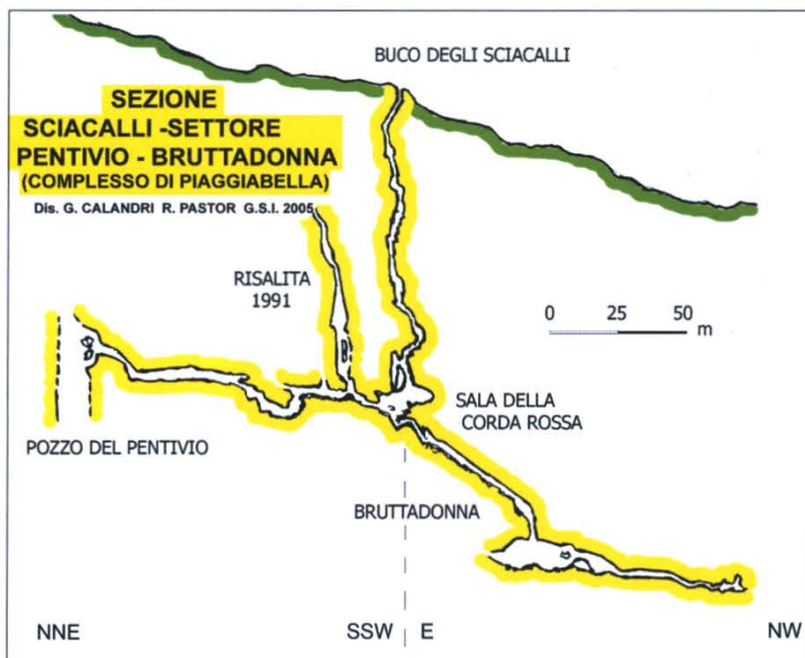 BUCO DEGLI SCIACALLI
SEZIONE
SCIACALLI -SETTORE
PENTIVIO - BRUTTADONNA
(COMPLESSO DI PIAGGIABELLA)
Dis. G. CALANDRI R. PASTOR G.S.I. 2005
RISALITA
1991
0 25 50
m
SALA DELLA
CORDA ROSSA
POZZO DEL PENTIVIO
BRUTTADONNA
NNE SSW E NW